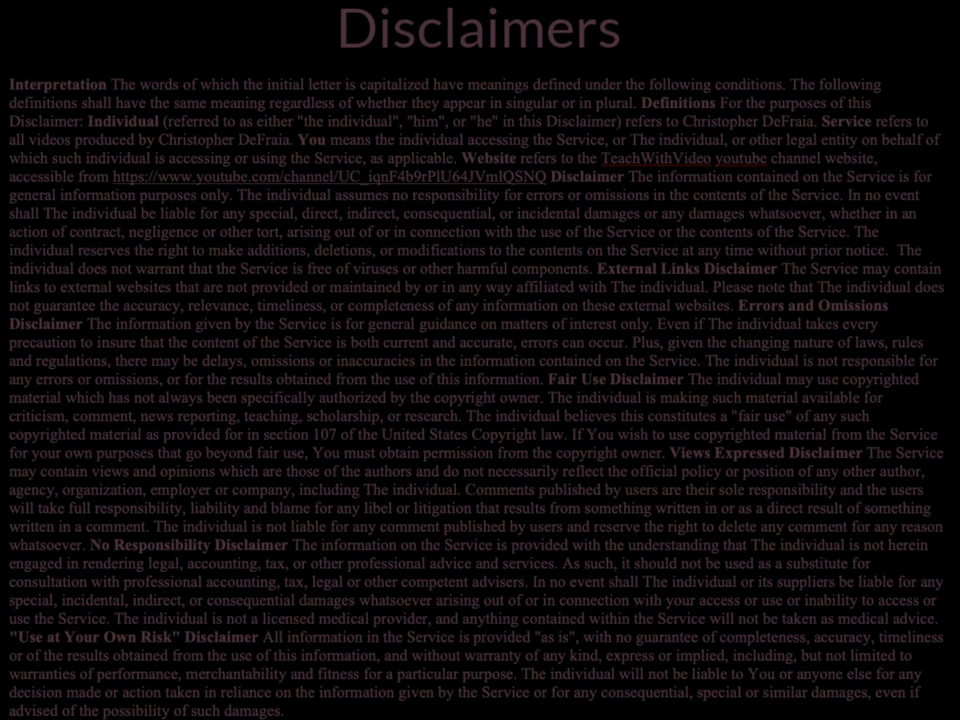 Disclaimers
Interpretation The words of which the initial letter is capitalized have meanings defined under the following conditions. The following
definitions shall have the same meaning regardless of whether they appear in singular or in plural. Definitions For the purposes of this
Disclaimer: Individual (referred to as either "the individual", "him", or "he" in this Disclaimer) refers to Christopher DeFraia. Service refers to
all videos produced by Christopher DeFraia. You means the individual accessing the Service, or The individual, or other legal entity on behalf of
which such individual is accessing or using the Service, as applicable. Website refers to the TeachWithVideo youtube channel website,
accessible from https://www.youtube.com/channel/UC_iqnF4b9rPlU64JVmlQSNQ Disclaimer The information contained on the Service is for
general information purposes only. The individual assumes no responsibility for errors or omissions in the contents of the Service. In no event
shall The individual be liable for any special, direct, indirect, consequential, or incidental damages or any damages whatsoever, whether in an
action of contract, negligence or other tort, arising out of or in connection with the use of the Service or the contents of the Service. The
individual reserves the right to make additions, deletions, or modifications to the contents on the Service at any time without prior notice. The
individual does not warrant that the Service is free of viruses or other harmful components. External Links Disclaimer The Service may contain
links to external websites that are not provided or maintained by or in any way affiliated with The individual. Please note that The individual does
not guarantee the accuracy, relevance, timeliness, or completeness of any information on these external websites. Errors and Omissions
Disclaimer The information given by the Service is for general guidance on matters of interest only. Even if The individual takes every
precaution to insure that the content of the Service is both current and accurate, errors can occur. Plus, given the changing nature of laws, rules
and regulations, there may be delays, omissions or inaccuracies in the information contained on the Service. The individual is not responsible for
any errors or omissions, or for the results obtained from the use of this information. Fair Use Disclaimer The individual may use copyrighted
material which has not always been specifically authorized by the copyright owner. The individual is making such material available for
criticism, comment, news reporting, teaching, scholarship, or research. The individual believes this constitutes a "fair use" of any such
copyrighted material as provided for in section 107 of the United States Copyright law. If You wish to use copyrighted material from the Service
for your own purposes that go beyond fair use, You must obtain permission from the copyright owner. Views Expressed Disclaimer The Service
may contain views and opinions which are those of the authors and do not necessarily reflect the official policy or position of any other author,
agency, organization, employer or company, including The individual. Comments published by users are their sole responsibility and the users
will take full responsibility, liability and blame for any libel or litigation that results from something written in or as a direct result of something
written in a comment. The individual is not liable for any comment published by users and reserve the right to delete any comment for any reason
whatsoever. No Responsibility Disclaimer The information on the Service is provided with the understanding that The individual is not herein
engaged in rendering legal, accounting, tax, or other professional advice and services. As such, it should not be used as a substitute for
consultation with professional accounting, tax, legal or other competent advisers. In no event shall The individual or its suppliers be liable for any
special, incidental, indirect, or consequential damages whatsoever arising out of or in connection with your access or use or inability to access or
use the Service. The individual is not a licensed medical provider, and anything contained within the Service will not be taken as medical advice.
"Use at Your Own Risk" Disclaimer All information in the Service is provided "as is", with no guarantee of completeness, accuracy, timeliness
or of the results obtained from the use of this information, and without warranty of any kind, express or implied, including, but not limited to
warranties of performance, merchantability and fitness for a particular purpose. The individual will not be liable to You or anyone else for any
decision made or action taken in reliance on the information given by the Service or for any consequential, special or similar damages, even if
advised of the possibility of such damages.